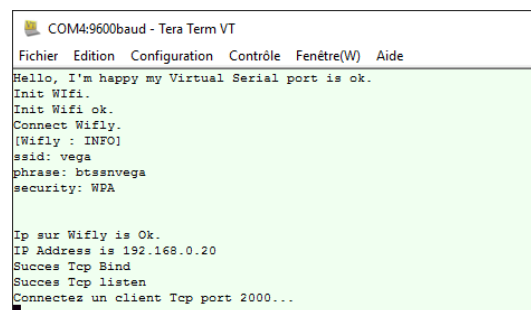 COM4:9600baud - Tera Term VT
Fichier Edition Configuration Contrôle Fenêtre(W) Aide
Hello, I'm happy my Virtual Serial port is ok.
Init WIfi.
Init Wifi ok.
Connect Wifly.
[Wifly : INFO]
ssid: vega
phrase: btssnvega
security: WPA
Ip sur Wifly is Ok.
IP Address is 192.168.0.20
Succes Tcp Bind
Succes Tcp listen
Connectez un client Tcp port 2000...